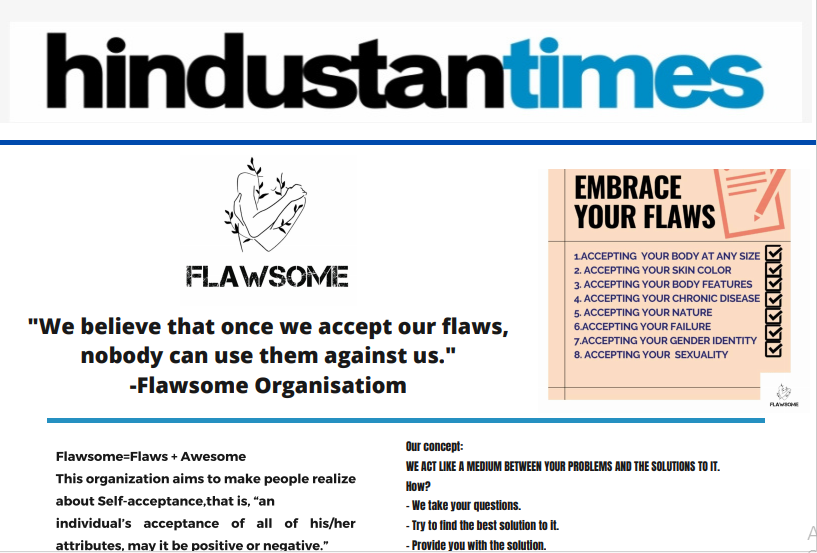 hindustantimes
FLAWSOME
"We believe that once we accept our flaws,
nobody can use them against us."
-Flawsome Organisatiom
EMBRACE
YOUR FLAWS
1.ACCEPTING YOUR BODY AT ANY SIZE
2. ACCEPTING YOUR SKIN COLOR
3. ACCEPTING YOUR BODY FEATURES
4. ACCEPTING YOUR CHRONIC DISEASE
5. ACCEPTING YOUR NATURE
6.ACCEPTING YOUR FAILURE
7.ACCEPTING YOUR GENDER IDENTITY
8. ACCEPTING YOUR SEXUALITY
FLAWSOME
Flawsome=Flaws + Awesome
This organization aims to make people realize
about Self-acceptance,that is, “an
individual’s acceptance of all of his/her
attributes, may it be positive or negative.”
Our concept:
WE ACT LIKE A MEDIUM BETWEEN YOUR PROBLEMS AND THE SOLUTIONS TO IT.
How?
- We take your questions.
- Try to find the best solution to it.
- Provide you with the solution.